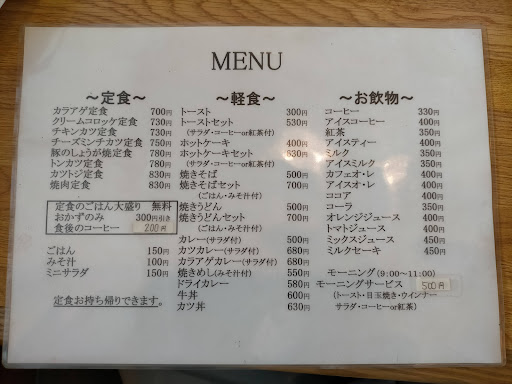 MENU
～定食～
カラアゲ定食 700円
クリームコロッケ定食 730円
チキンカツ定食 730円
チーズミンチカツ定食 750円
豚のしょうが焼定食 780円
トンカツ定食 780円
カツトジ定食 830円
焼肉定食 830円
定食のごはん大盛り 無料
おかずのみ 300円引き
食後のコーヒー 200円
ごはん 150円
みそ汁 100円
ミニサラダ 150円
定食お持ち帰りできます。
～軽食～
トースト 300円
トーストセット 530円
(サラダ・コーヒーor紅茶付)
ホットケーキ 400円
ホットケーキセット 630円
(サラダ・コーヒーor紅茶付)
焼きそば 500円
焼きそばセット 700円
(ごはん・みそ汁付)
焼きうどん 500円
焼きうどんセット 700円
(ごはん・みそ汁付)
カレー(サラダ付) 500円
カツカレー(サラダ付) 680円
カラアゲカレー(サラダ付) 680円
焼きめし(みそ汁付) 550円
ドライカレー 580円
牛丼 600円
カツ丼 630円
～お飲物～
コーヒー 330円
アイスコーヒー 400円
紅茶 350円
アイスティー 400円
ミルク 350円
アイスミルク 350円
カフェオ・レ 400円
アイスオ・レ 400円
ココア 400円
コーラ 350円
オレンジジュース 400円
トマトジュース 400円
ミックスジュース 450円
ミルクセーキ 450円
モーニング(9:00～11:00)
モーニングサービス 500円
(トースト・目玉焼き・ウインナー
サラダ・コーヒーor紅茶)